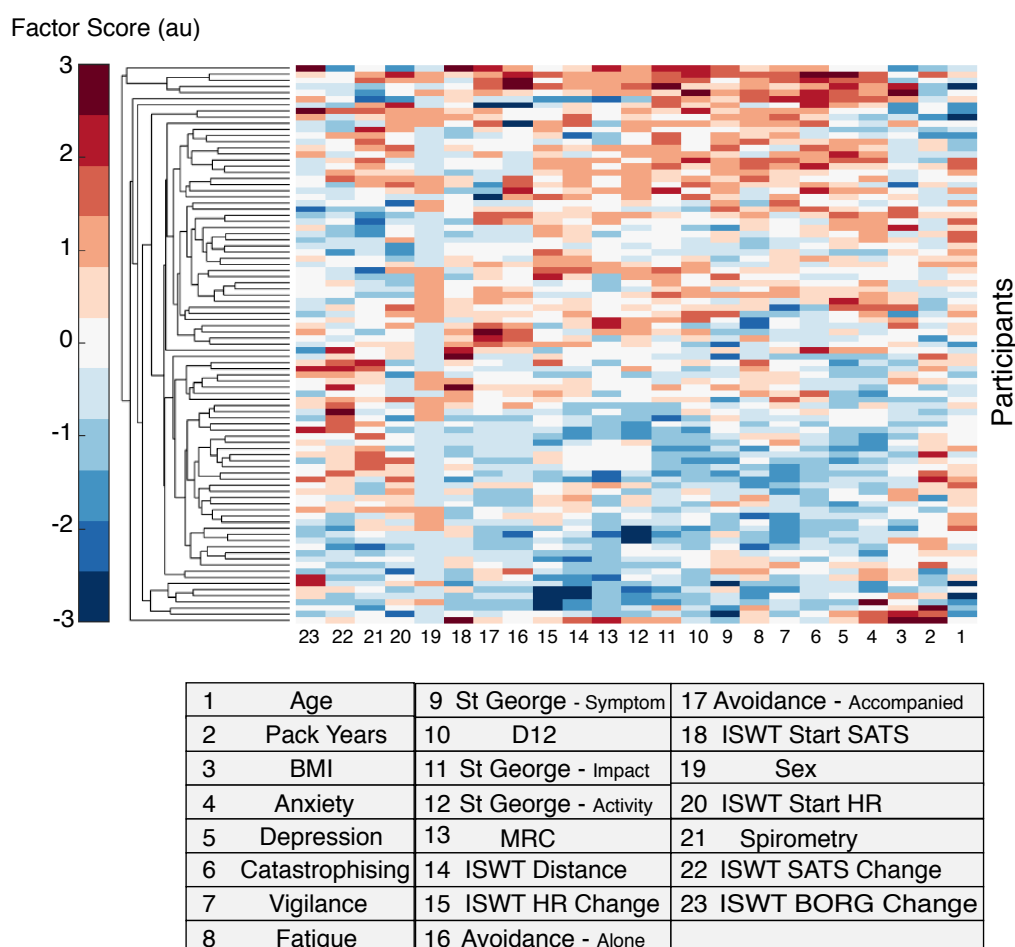 Factor Score (au)
3
2
1
0
-1
-2
-3
Participants
23 22 21 20 19 18 17 16 15 14 13 12 11 10 9 8 7 6 5 4 3 2 1
1 Age 9 St George - Symptom 17 Avoidance - Accompanied
2 Pack Years 10 D12 18 ISWT Start SATS
3 BMI 11 St George - Impact 19 Sex
4 Anxiety 12 St George - Activity 20 ISWT Start HR
5 Depression 13 MRC 21 Spirometry
6 Catastrophising 14 ISWT Distance 22 ISWT SATS Change
7 Vigilance 15 ISWT HR Change 23 ISWT BORG Change
8 Fatigue 16 Avoidance - Alone